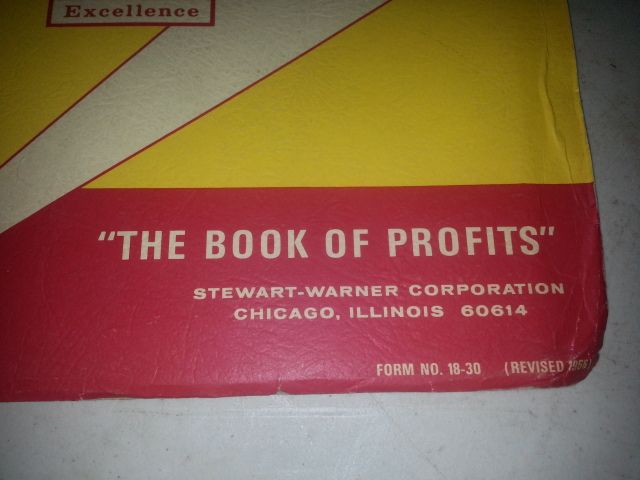 Excellence
"THE BOOK OF PROFITS"
STEWART-WARNER CORPORATION
CHICAGO, ILLINOIS 60614
FORM NO. 18-30 (REVISED